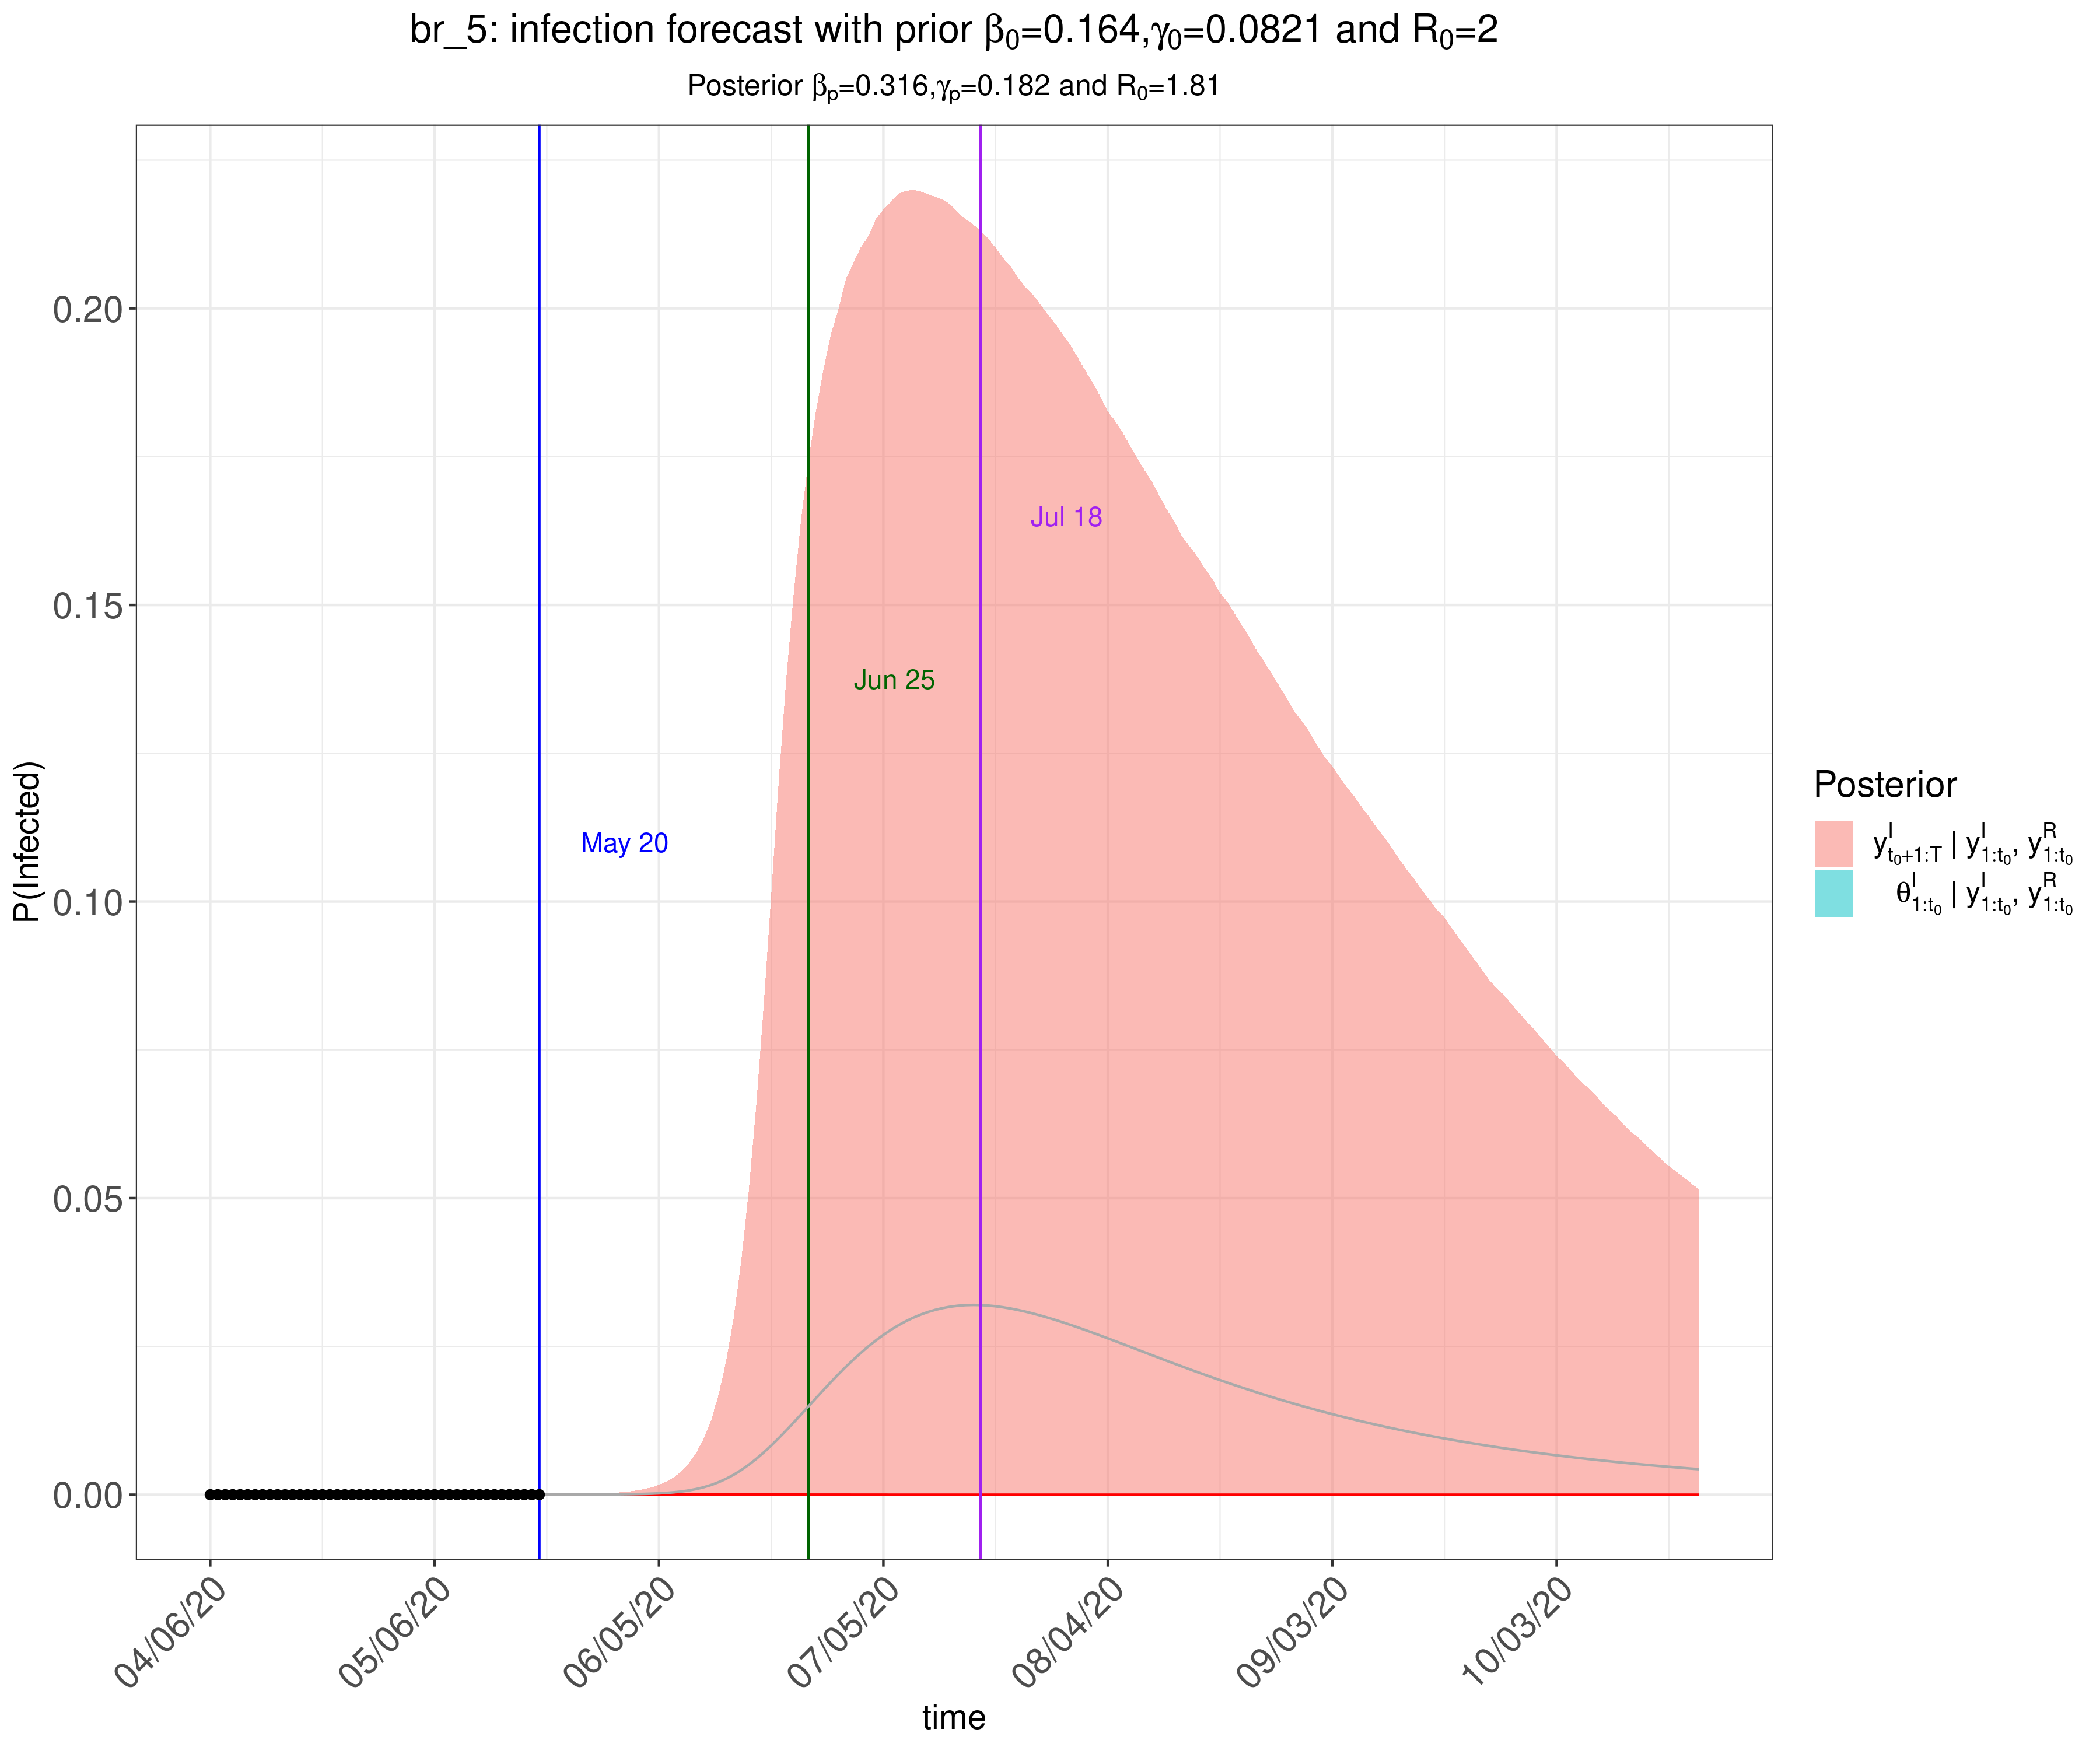 br_5: infection forecast with prior β₀=0.164,γ₀=0.0821 and R₀=2
Posterior βₚ=0.316,γₚ=0.182 and R₀=1.81
P(Infected)
0.20
0.15
0.10
0.05
0.00
Jul 18
Jun 25
May 20
04/06/20
05/06/20
06/05/20
07/05/20
08/04/20
09/03/20
10/03/20
time
Posterior
y^I_{t₀+1:T} | y^I_{1:t₀}, y^R_{1:t₀}
θ^I_{1:t₀} | y^I_{1:t₀}, y^R_{1:t₀}